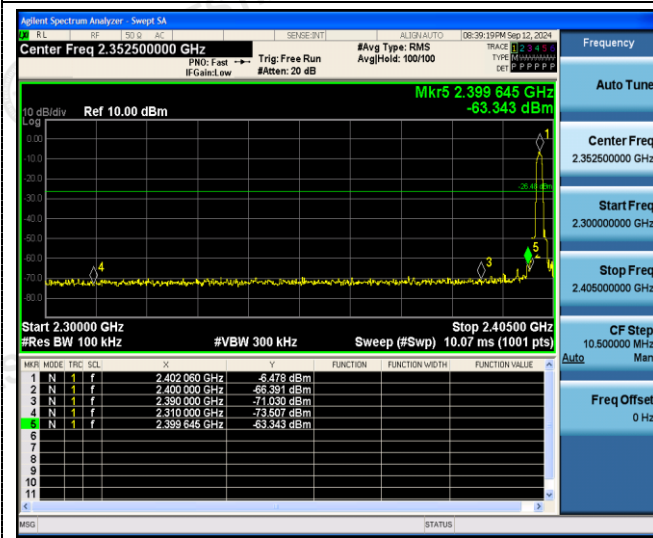 Agilent Spectrum Analyzer - Swept SA
RL RF 50 Ω AC SENSE:INT ALIGNAUTO 08:39:19PM Sep 12, 2024
Center Freq 2.352500000 GHz
PNO: Fast Trig: Free Run
IFGain:Low #Atten: 20 dB
#Avg Type: RMS
Avg|Hold: 100/100
TRACE 1 2 3 4 5 6
TYPE M
DET P P P P P P
Mkr5 2.399 645 GHz
-63.343 dBm
10 dB/div Ref 10.00 dBm
Log
0.00
-10.0
-20.0
-30.0
-40.0
-50.0
-60.0
-70.0
-80.0
1
4
3
5
2
Start 2.30000 GHz Stop 2.40500 GHz
#Res BW 100 kHz #VBW 300 kHz Sweep (#Swp) 10.07 ms (1001 pts)
MKR MODE TRC SCL X Y FUNCTION FUNCTION WIDTH FUNCTION VALUE
1 N 1 f 2.402 060 GHz -6.478 dBm
2 N 1 f 2.400 000 GHz -66.391 dBm
3 N 1 f 2.390 000 GHz -71.030 dBm
4 N 1 f 2.310 000 GHz -73.507 dBm
5 N 1 f 2.399 645 GHz -63.343 dBm
6
7
8
9
10
11
MSG STATUS
Frequency
Auto Tune
Center Freq
2.352500000 GHz
Start Freq
2.300000000 GHz
Stop Freq
2.405000000 GHz
CF Step
10.500000 MHz
Auto Man
Freq Offset
0 Hz